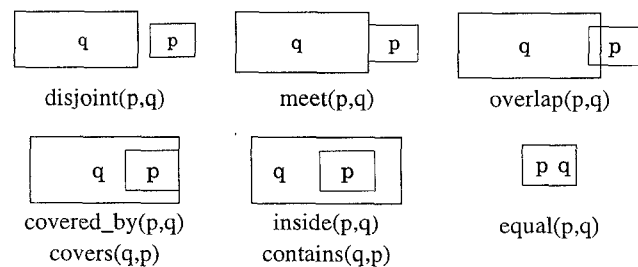 q p q p q p
disjoint(p,q) meet(p,q) overlap(p,q)
q p q p p q
covered_by(p,q) inside(p,q) equal(p,q)
covers(q,p) contains(q,p)